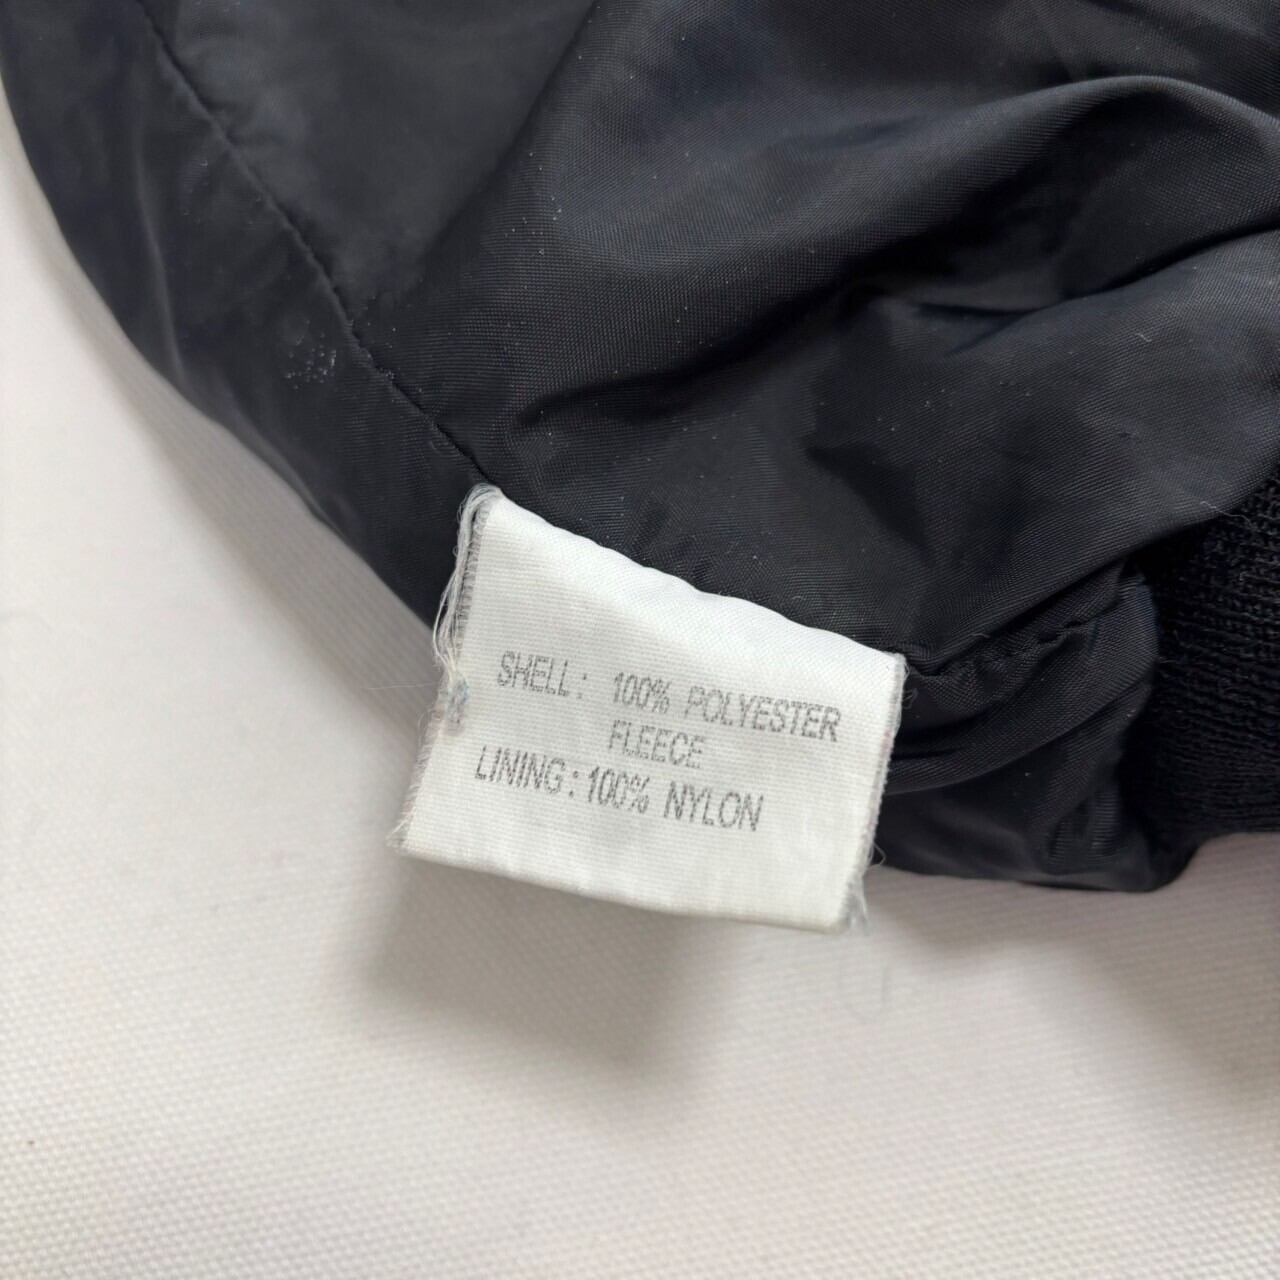 SHELL: 100% POLYESTER
FLEECE
LINING: 100% NYLON